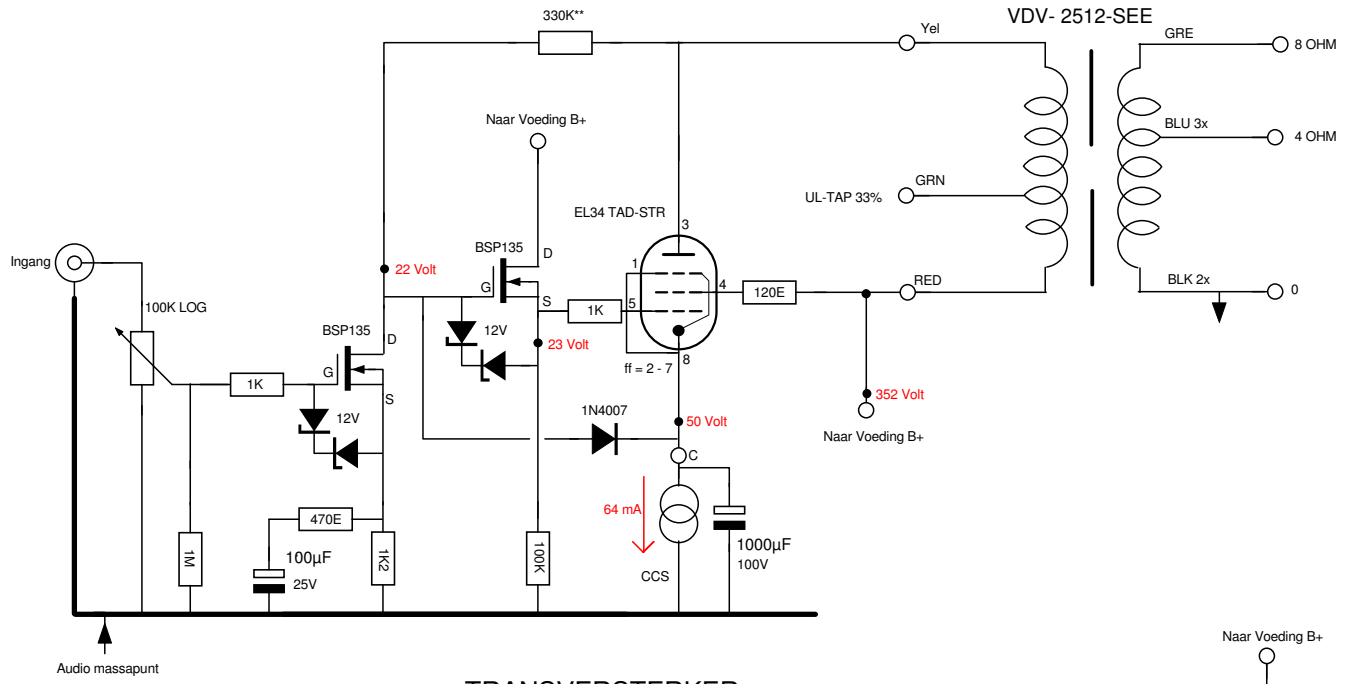 330K**
VDV- 2512-SEE
Yel
GRE
8 OHM
Naar Voeding B+
BLU 3x
4 OHM
GRN
UL-TAP 33%
EL34 TAD-STR
3
BSP135
D
1
Ingang
22 Volt
G
S
4
120E
RED
BLK 2x
0
100K LOG
1K
5
BSP135
12V
23 Volt
D
8
ff = 2 - 7
G
1K
S
352 Volt
12V
1N4007
50 Volt
Naar Voeding B+
C
64 mA
470E
1M
100µF
25V
1K2
100K
1000µF
100V
CCS
Naar Voeding B+
Audio massapunt